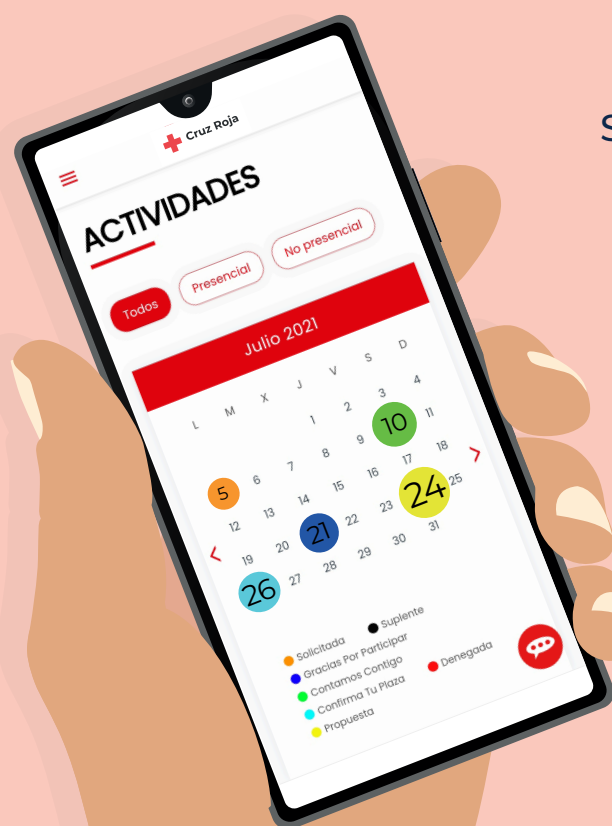 S
Cruz Roja
ACTIVIDADES
Todos Presencial No presencial
Julio 2021
L M X J V S D
1 2 3 4
5 6 7 8 9 10 11
12 13 14 15 16 17 18
19 20 21 22 23 24 25
26 27 28 29 30 31
Solicitada Suplente
Gracias Por Participar
Contamos Contigo Denegada
Confirma Tu Plaza
Propuesta